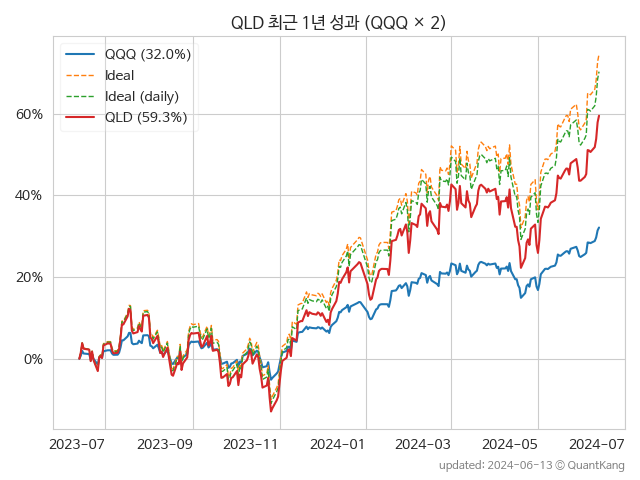 QLD 최근 1년 성과 (QQQ × 2)
QQQ (32.0%)
Ideal
Ideal (daily)
QLD (59.3%)
60%
40%
20%
0%
2023-07 2023-09 2023-11 2024-01 2024-03 2024-05 2024-07
updated: 2024-06-13 © QuantKang